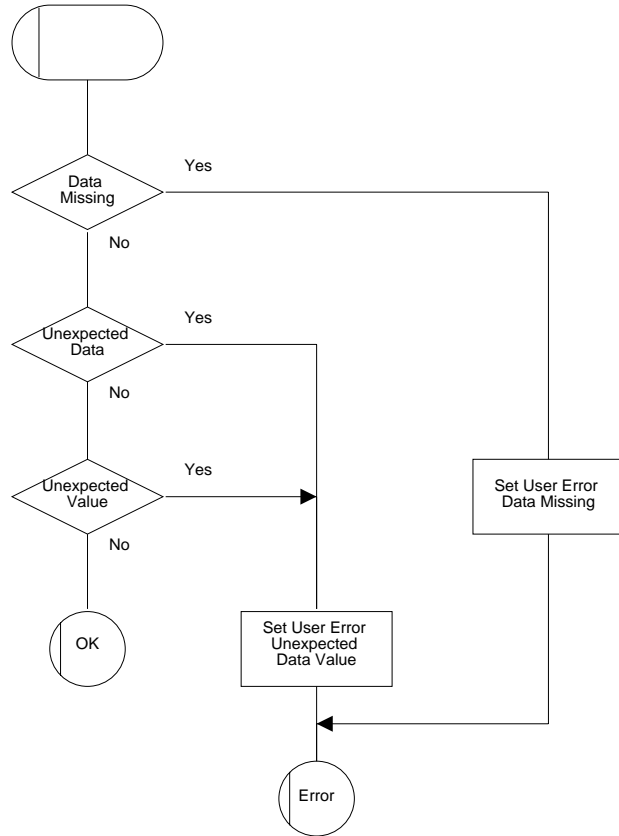 Yes
Data
Missing
No
Yes
Unexpected
Data
No
Yes
Unexpected
Value
Set User Error
Data Missing
No
OK
Set User Error
Unexpected
Data Value
Error